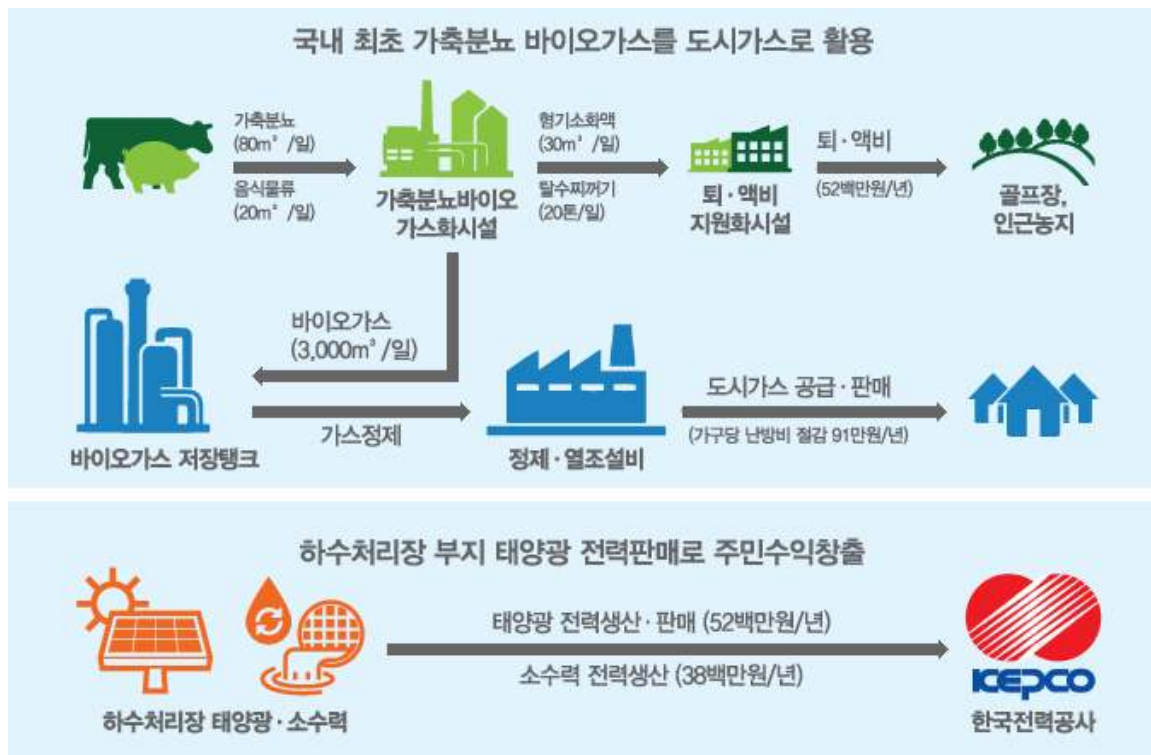 국내 최초 가축분뇨 바이오가스를 도시가스로 활용
가축분뇨
(80m³ /일)
음식물류
(20m³ /일)
가축분뇨바이오
가스화시설
혐기소화액
(30m³ /일)
탈수찌꺼기
(20톤/일)
퇴·액비
지원화시설
퇴·액비
(52백만원/년)
골프장,
인근농지
바이오가스
(3,000m³ /일)
바이오가스 저장탱크
가스정제
정제·열조설비
도시가스 공급·판매
(가구당 난방비 절감 91만원/년)
하수처리장 부지 태양광 전력판매로 주민수익창출
하수처리장 태양광·소수력
태양광 전력생산·판매 (52백만원/년)
소수력 전력생산 (38백만원/년)
KEPCO
한국전력공사